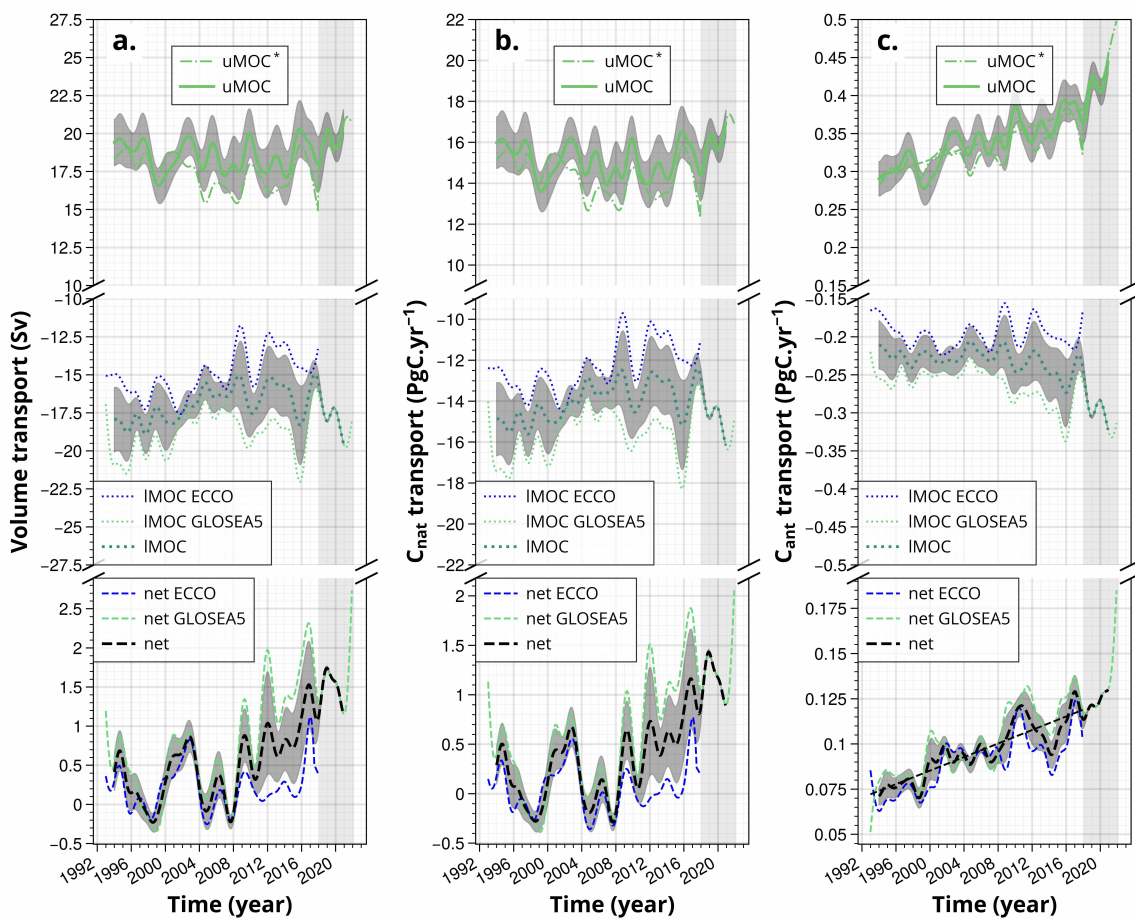 a.
uMOC*
uMOC
27.5
25
22.5
20
17.5
15
12.5
10
−10
−12.5
−15
−17.5
−20
−22.5
−25
−27.5
lMOC ECCO
lMOC GLOSEA5
lMOC
net ECCO
net GLOSEA5
net
2.5
2
1.5
1
0.5
0
−0.5
Volume transport (Sv)
1992
1996
2000
2004
2008
2012
2016
2020
Time (year)
b.
uMOC*
uMOC
22
20
18
16
14
12
10
−10
−12
−14
−16
−18
−20
−22
lMOC ECCO
lMOC GLOSEA5
lMOC
net ECCO
net GLOSEA5
net
2
1.5
1
0.5
0
−0.5
Cnat transport (PgC.yr−1)
1992
1996
2000
2004
2008
2012
2016
2020
Time (year)
c.
uMOC*
uMOC
0.5
0.45
0.4
0.35
0.3
0.25
0.2
0.15
−0.15
−0.2
−0.25
−0.3
−0.35
−0.4
−0.45
−0.5
lMOC ECCO
lMOC GLOSEA5
lMOC
net ECCO
net GLOSEA5
net
0.175
0.15
0.125
0.1
0.075
0.05
Cant transport (PgC.yr−1)
1992
1996
2000
2004
2008
2012
2016
2020
Time (year)